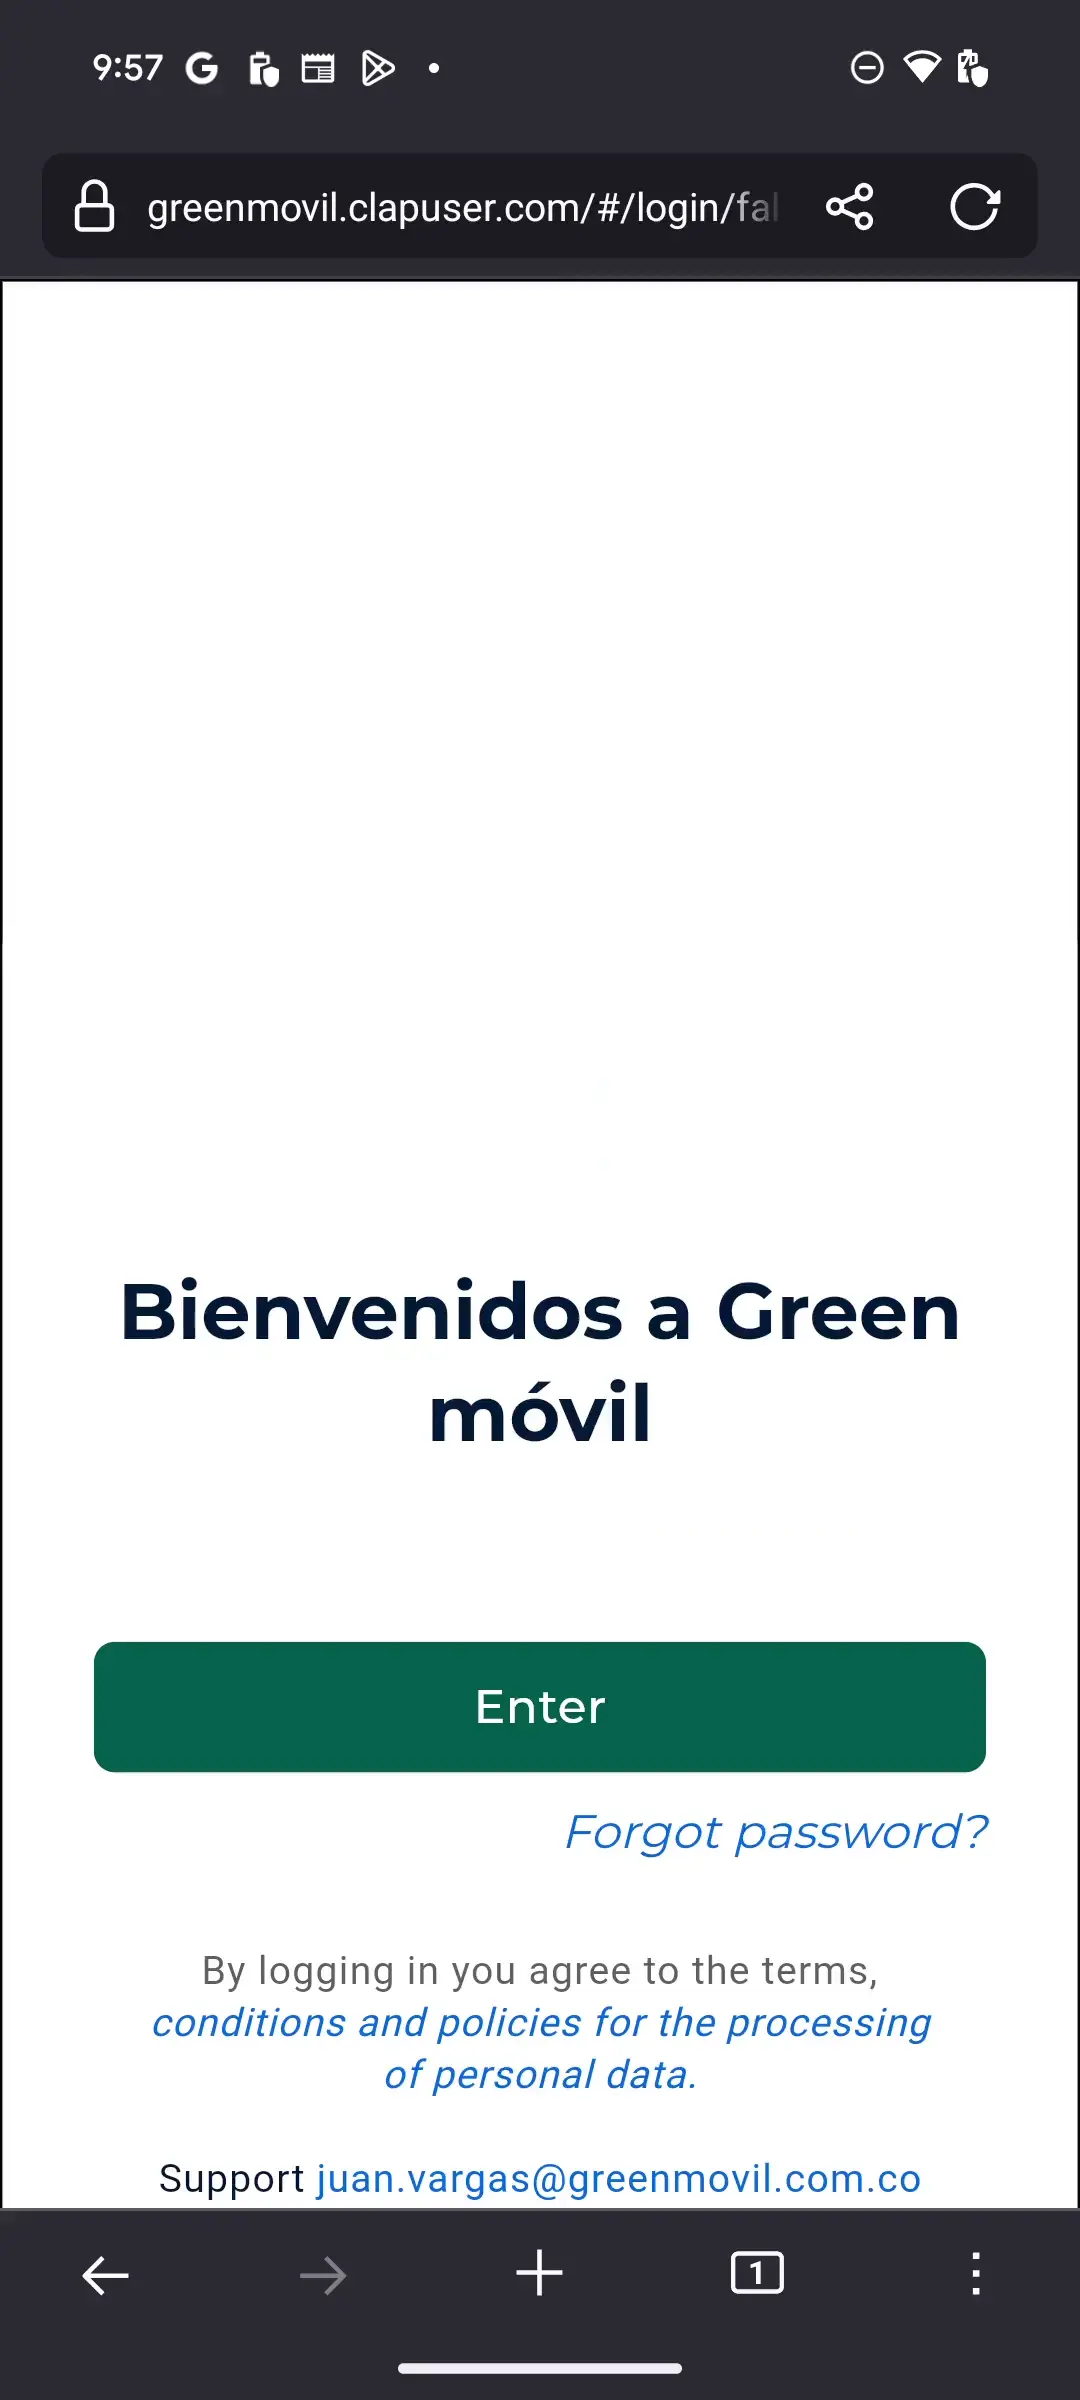 9:57
greenmovil.clapuser.com/#/login/fal
Bienvenidos a Green
móvil
Enter
Forgot password?
By logging in you agree to the terms,
conditions and policies for the processing
of personal data.
Support juan.vargas@greenmovil.com.co
1